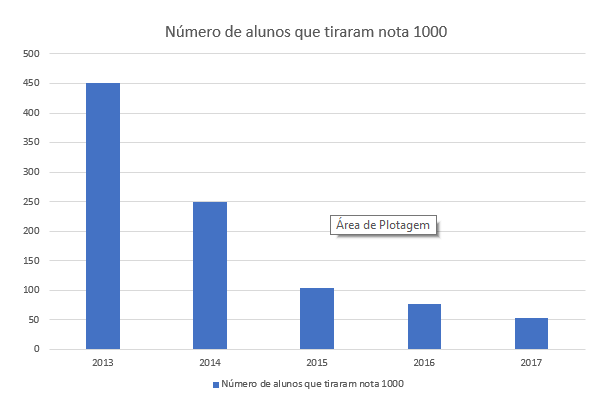 Número de alunos que tiraram nota 1000
500
450
400
350
300
250
200
150
100
50
0
Área de Plotagem
2013 2014 2015 2016 2017
Número de alunos que tiraram nota 1000